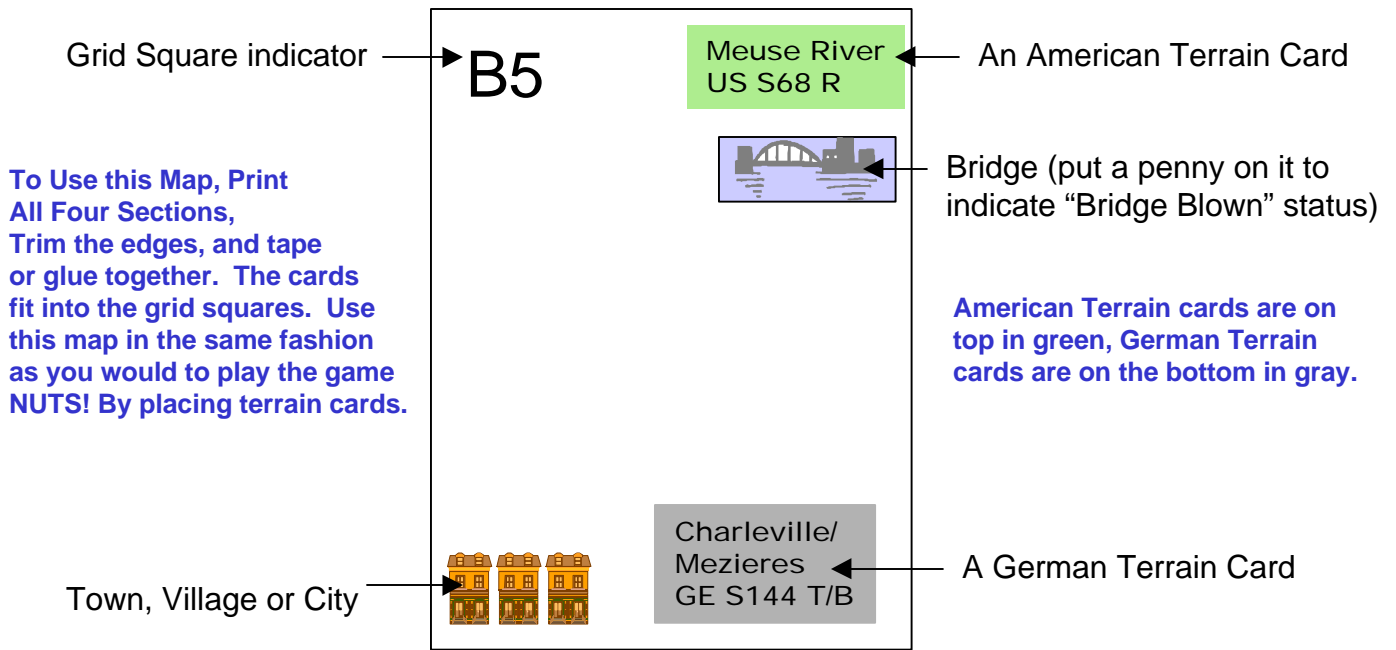 Grid Square indicator
B5
Meuse River
US S68 R
An American Terrain Card
Bridge (put a penny on it to
indicate “Bridge Blown” status)
To Use this Map, Print
All Four Sections,
Trim the edges, and tape
or glue together.  The cards
fit into the grid squares.  Use
this map in the same fashion
as you would to play the game
NUTS! By placing terrain cards.
American Terrain cards are on
top in green, German Terrain
cards are on the bottom in gray.
Town, Village or City
Charleville/
Mezieres
GE S144 T/B
A German Terrain Card